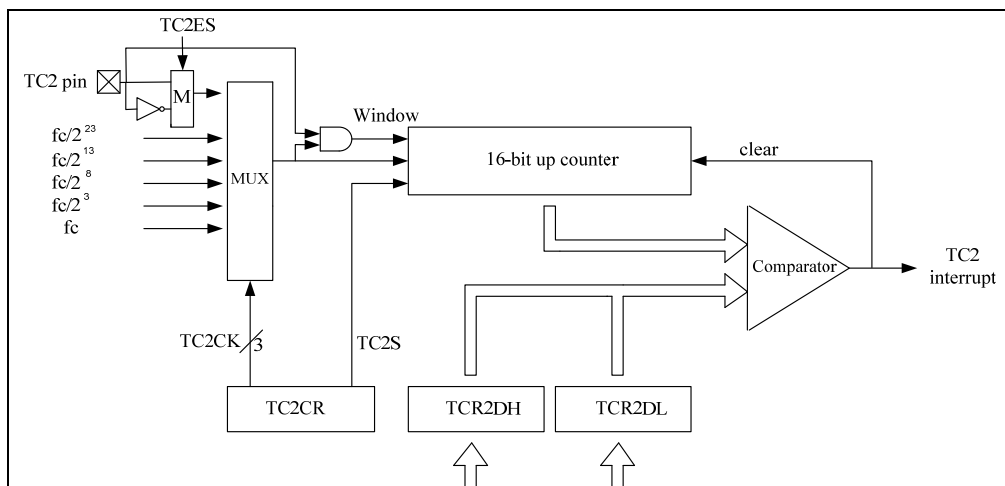 TC2ES
TC2 pin
M
Window
fc/2 23
fc/2 13
fc/2 8
fc/2 3
fc
MUX
16-bit up counter
clear
Comparator
TC2
interrupt
TC2CK
3
TC2S
TC2CR
TCR2DH
TCR2DL